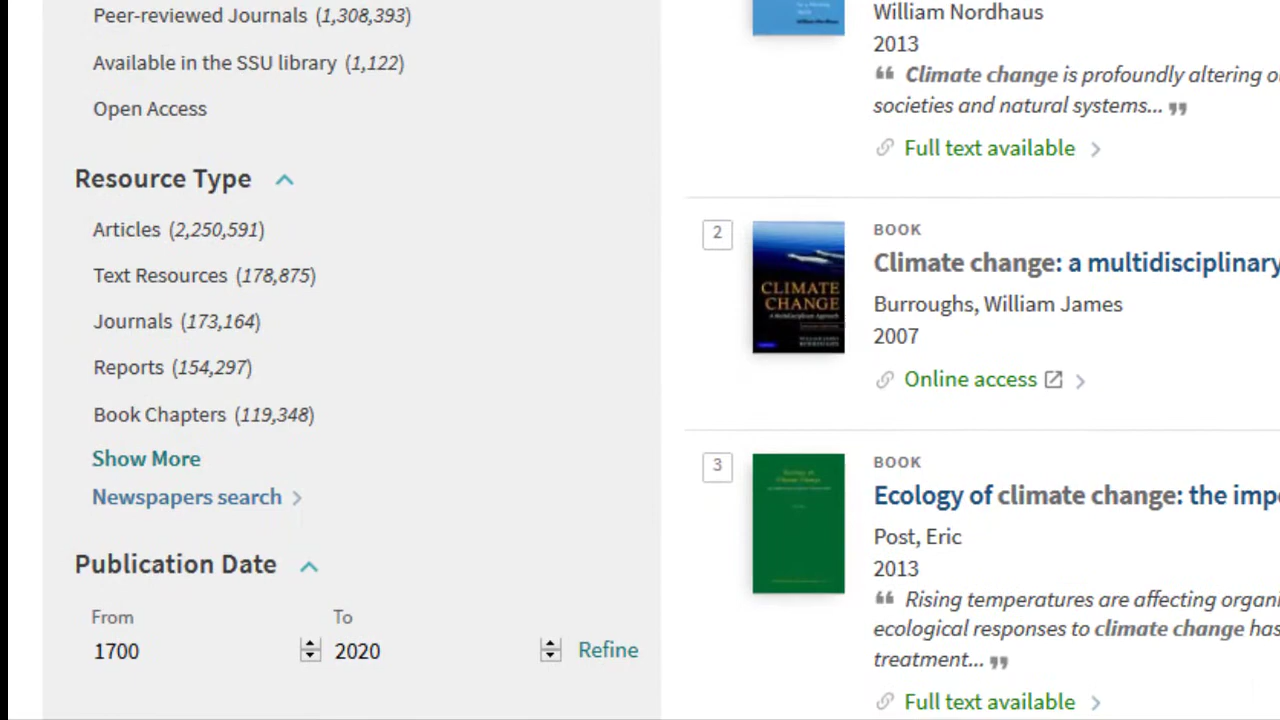 Peer-reviewed Journals (1,308,393)
Available in the SSU library (1,122)
Open Access
Resource Type
Articles (2,250,591)
Text Resources (178,875)
Journals (173,164)
Reports (154,297)
Book Chapters (119,348)
Show More
Newspapers search
Publication Date
From To
1700 2020 Refine
William Nordhaus
2013
❝ Climate change is profoundly altering
societies and natural systems... ❞
Full text available
2
BOOK
CLIMATE
CHANGE
Climate change: a multidisciplinary
Burroughs, William James
2007
Online access
3
BOOK
Ecology of climate change: the
Post, Eric
2013
❝ Rising temperatures are affecting
ecological responses to climate change has
treatment... ❞
Full text available